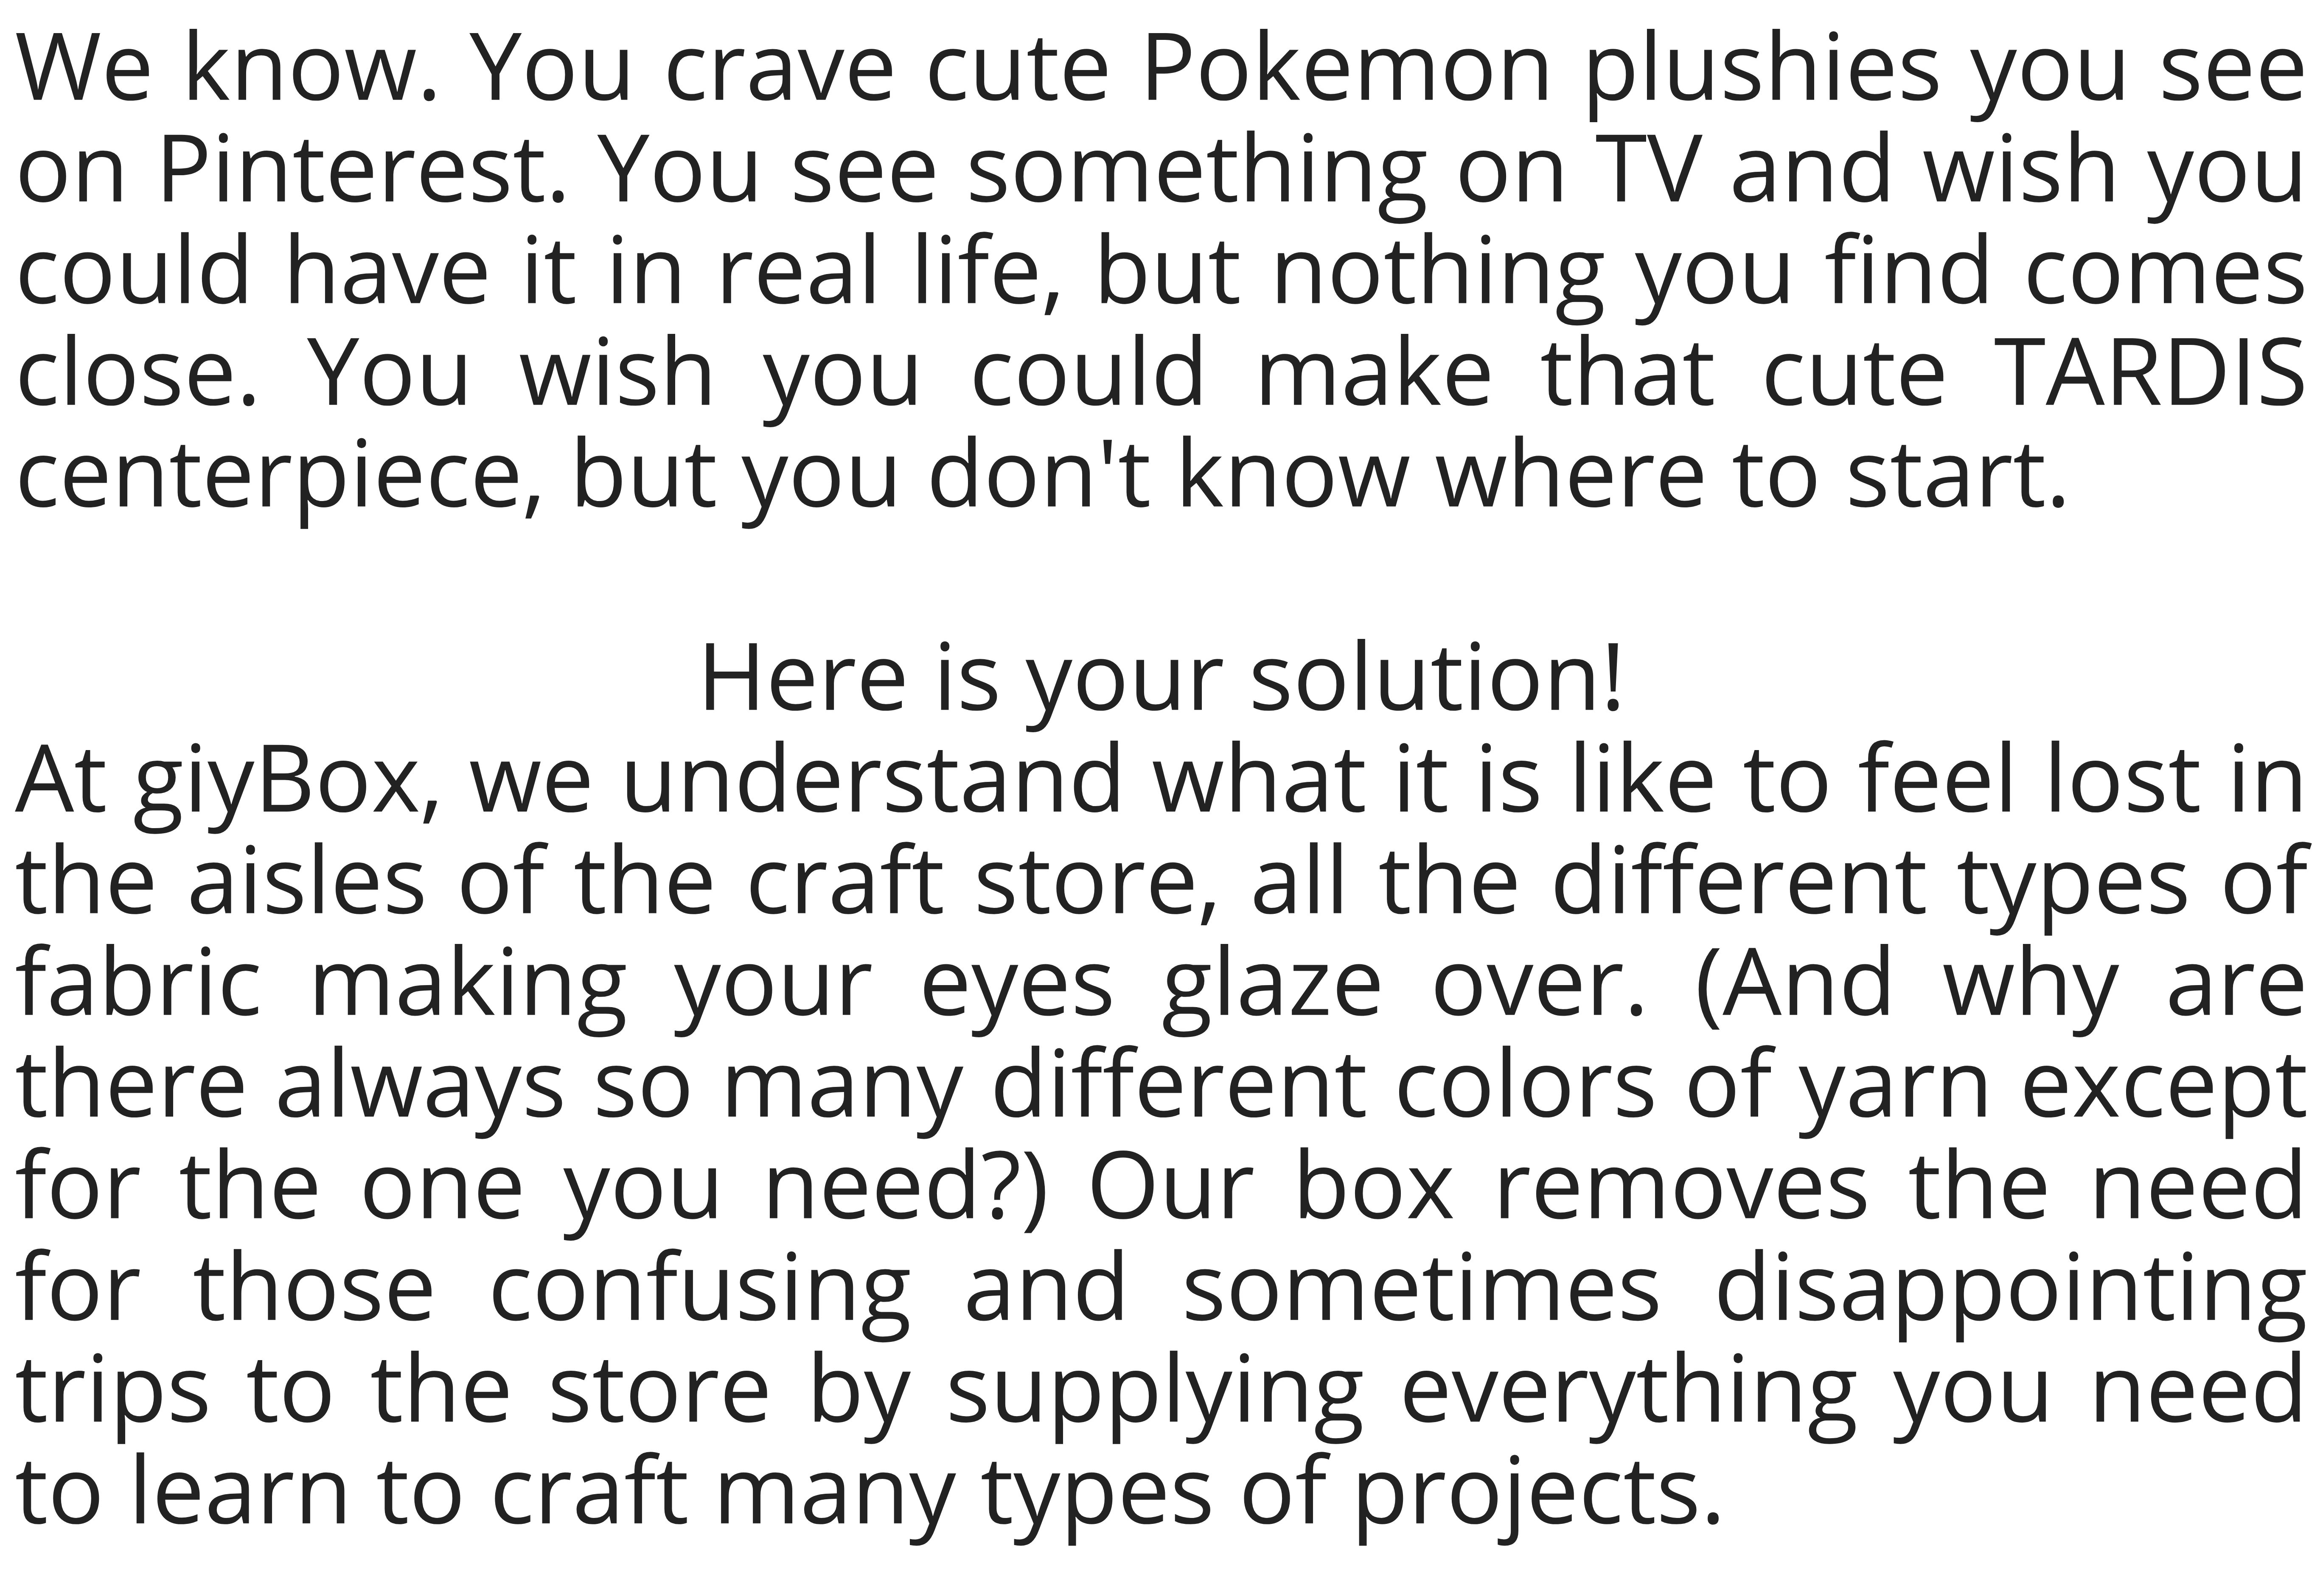 We know. You crave cute Pokemon plushies you see
on Pinterest. You see something on TV and wish you
could have it in real life, but nothing you find comes
close. You wish you could make that cute TARDIS
centerpiece, but you don't know where to start.
Here is your solution!
At giyBox, we understand what it is like to feel lost in
the aisles of the craft store, all the different types of
fabric making your eyes glaze over. (And why are
there always so many different colors of yarn except
for the one you need?) Our box removes the need
for those confusing and sometimes disappointing
trips to the store by supplying everything you need
to learn to craft many types of projects.